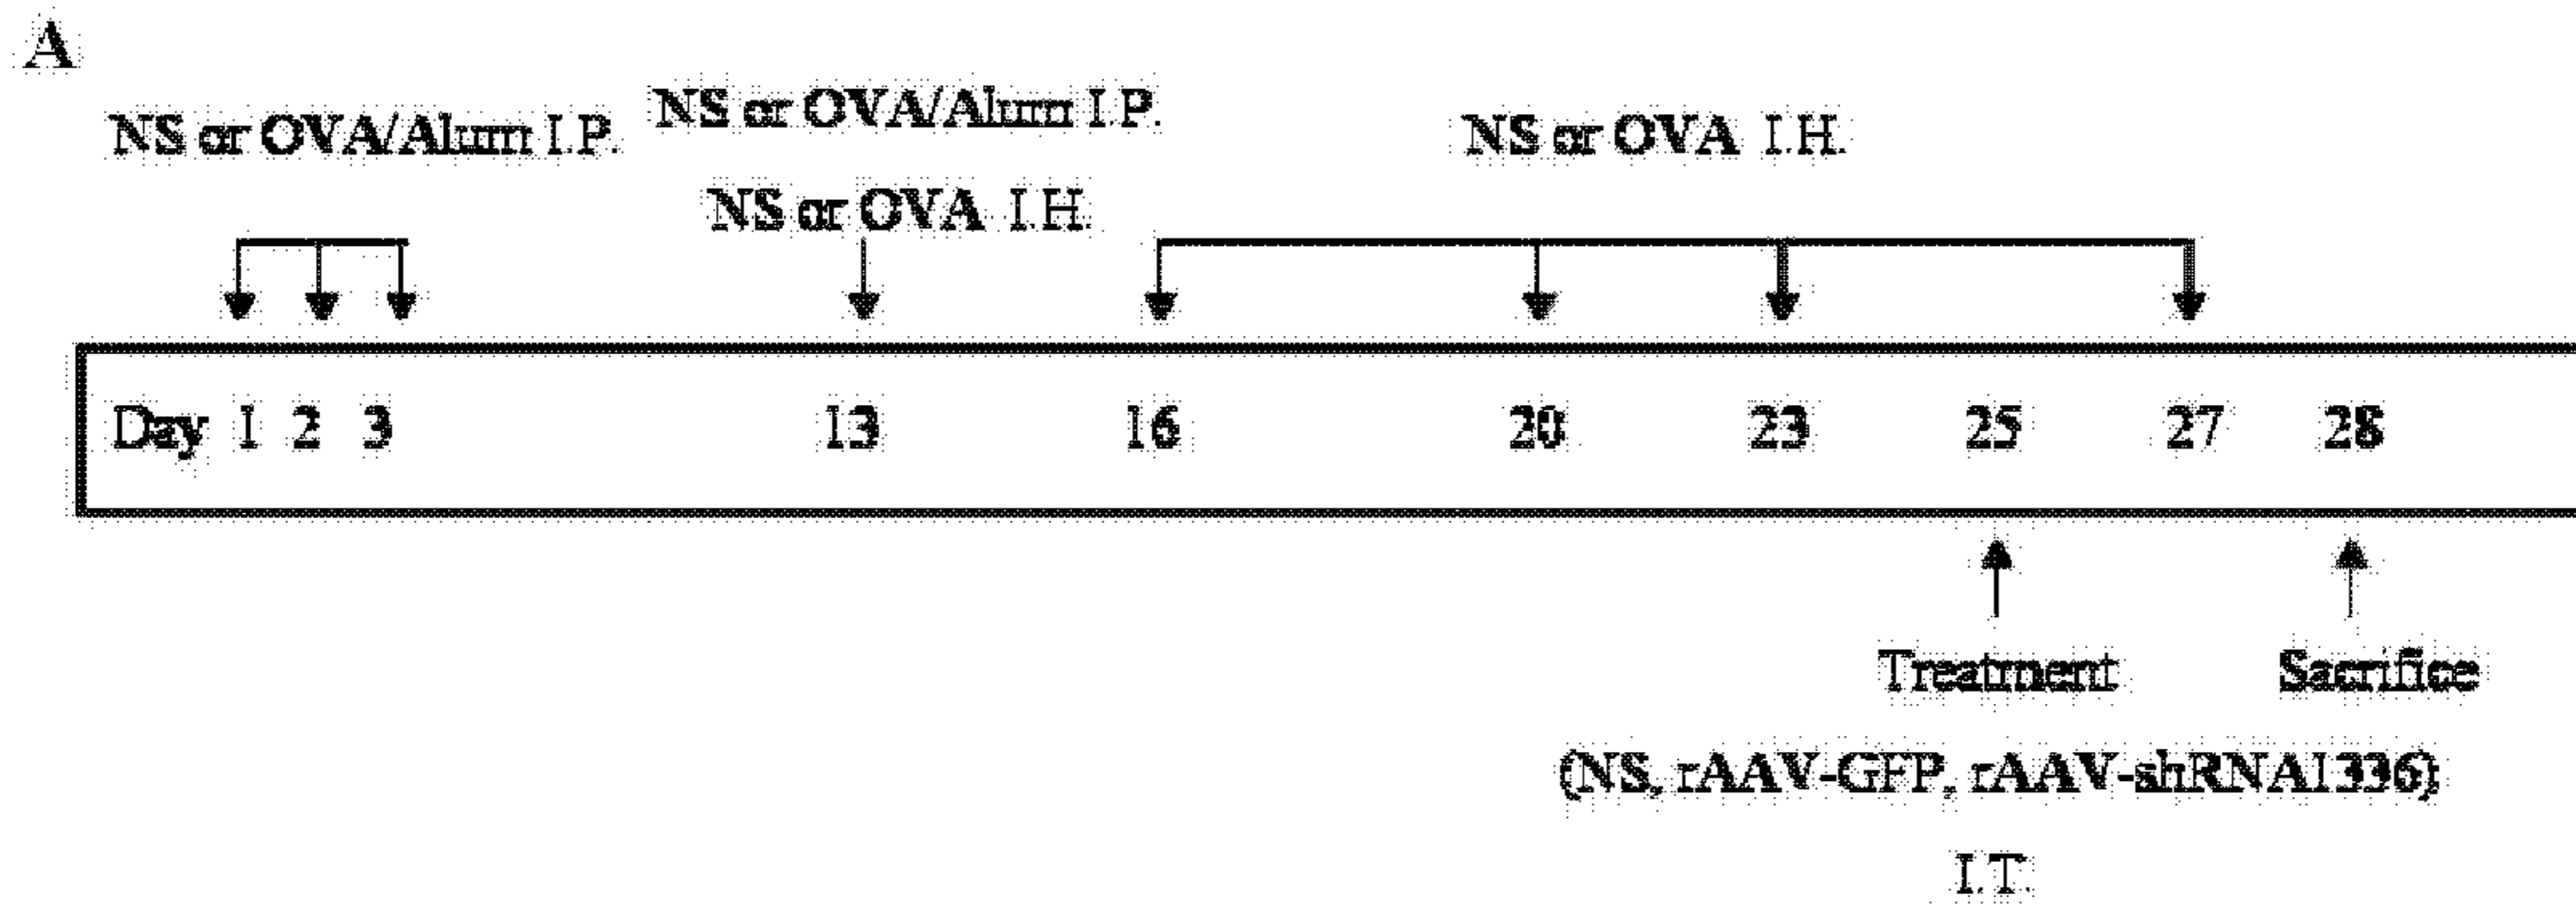 A
NS or OVA/Alum I.P.
NS or OVA/Alum I.P.
NS or OVA I.H.
NS or OVA I.H.
Day 1 2 3 13 16 20 23 25 27 28
Treatment
Sacrifice
(NS, rAAV-GFP, rAAV-shRNA1336)
I.T.